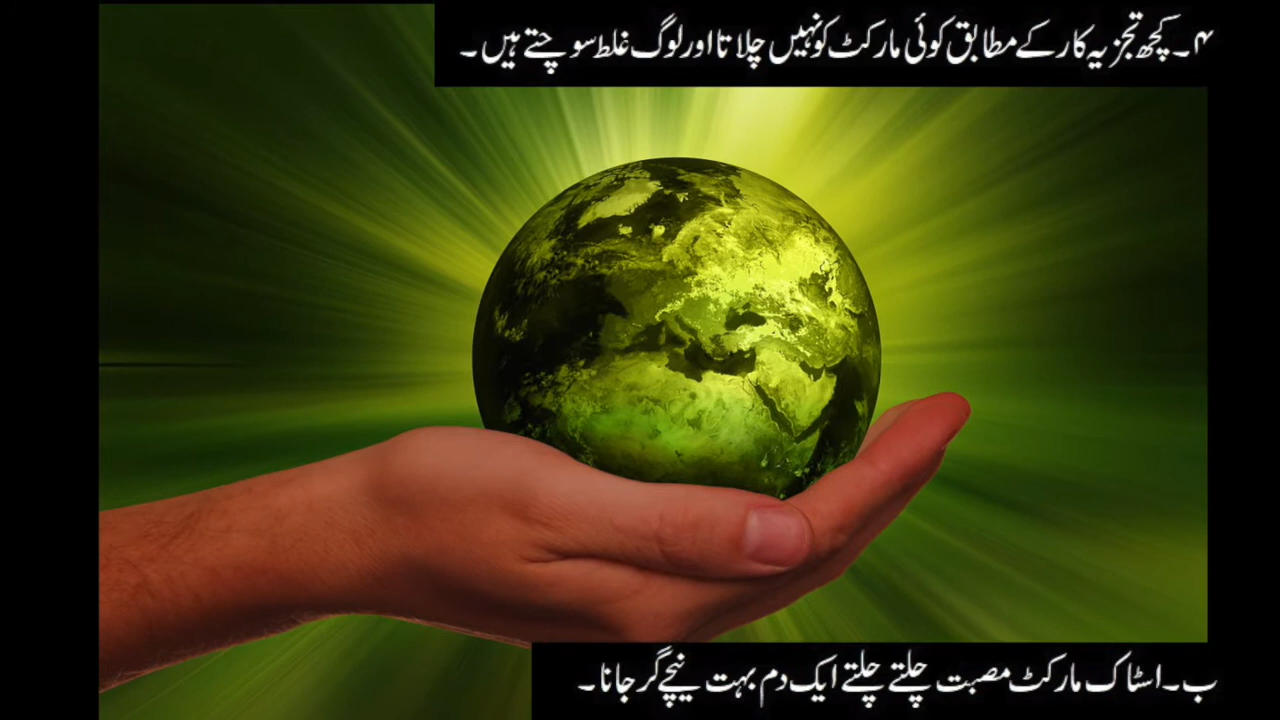 ۴۔ کچھ تجزیہ کار کے مطابق کوئی مارکٹ کو نہیں چلاتا اور لوگ غلط سوچتے ہیں۔
ب۔ اسٹاک مارکٹ مصبت چلتے چلتے ایک دم بہت نیچے گر جانا۔